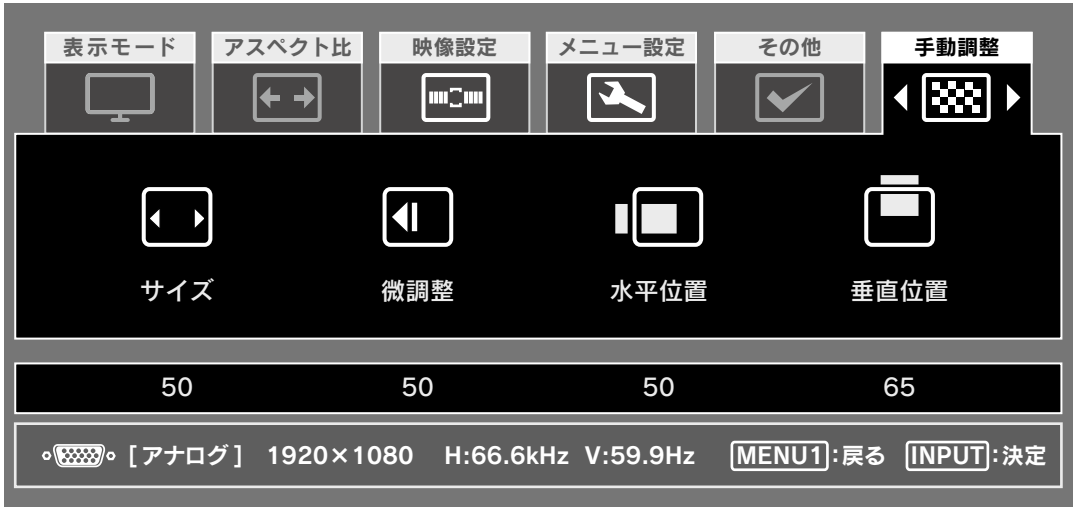 表示モード アスペクト比 映像設定 メニュー設定 その他 手動調整
サイズ 微調整 水平位置 垂直位置
50 50 50 65
[アナログ] 1920×1080 H:66.6kHz V:59.9Hz MENU1:戻る INPUT:決定